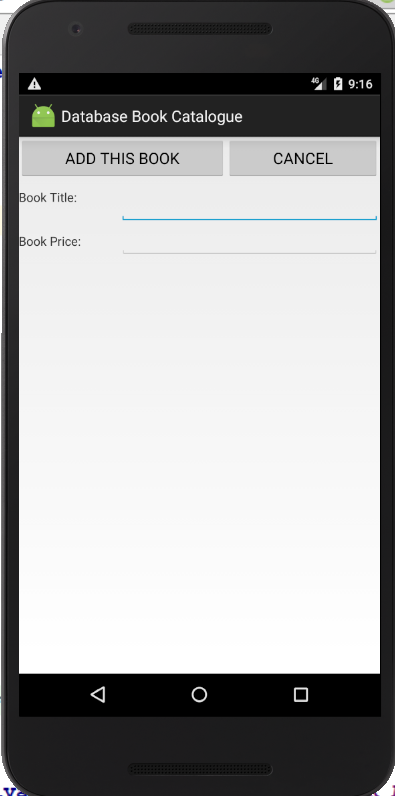 4G 9:16
Database Book Catalogue
ADD THIS BOOK CANCEL
Book Title:
Book Price: